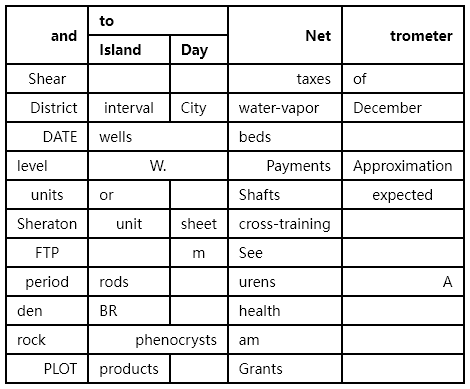 and to Net trometer
Island Day
Shear taxes of
District interval City water-vapor December
DATE wells beds
level W. Payments Approximation
units or Shafts expected
Sheraton unit sheet cross-training
FTP m See
period rods urens A
den BR health
rock phenocrysts am
PLOT products Grants